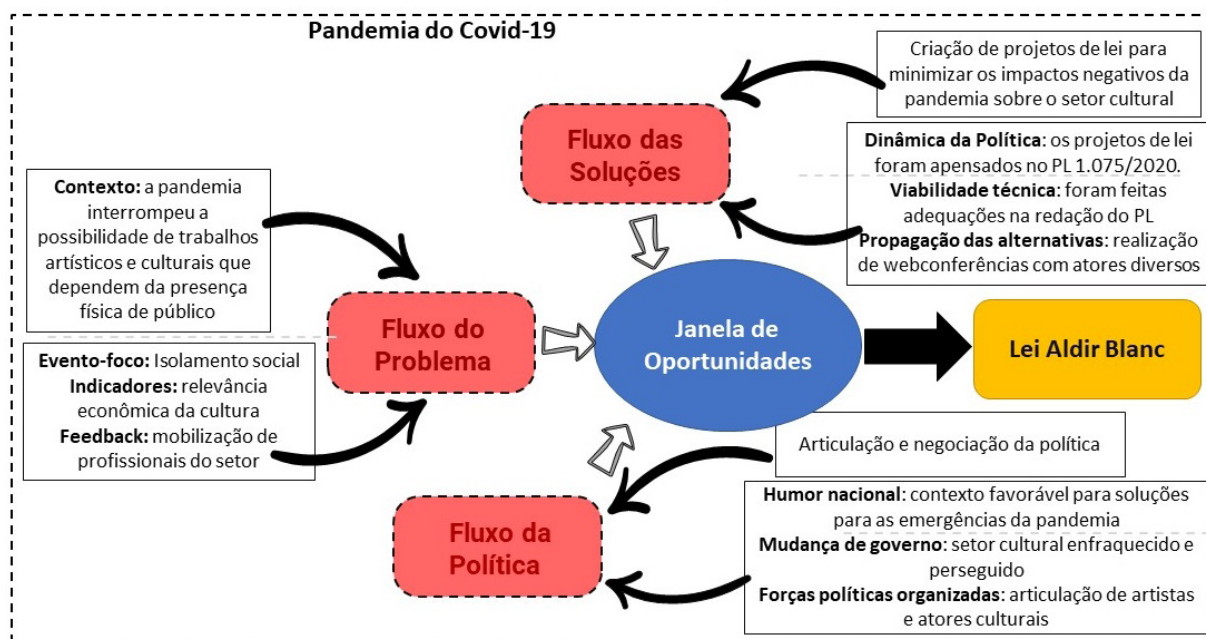 Pandemia do Covid-19
Criação de projetos de lei para
minimizar os impactos negativos da
pandemia sobre o setor cultural
Fluxo das
Soluções
Dinâmica da Política: os projetos de lei
foram apensados no PL 1.075/2020.
Viabilidade técnica: foram feitas
adequações na redação do PL
Propagação das alternativas: realização
de webconferências com atores diversos
Contexto: a pandemia
interrompeu a
possibilidade de trabalhos
artísticos e culturais que
dependem da presença
física de público
Fluxo do
Problema
Evento-foco: Isolamento social
Indicadores: relevância
econômica da cultura
Feedback: mobilização de
profissionais do setor
Janela de
Oportunidades
Lei Aldir Blanc
Articulação e negociação da política
Fluxo da
Política
Humor nacional: contexto favorável para soluções
para as emergências da pandemia
Mudança de governo: setor cultural enfraquecido e
perseguido
Forças políticas organizadas: articulação de artistas
e atores culturais